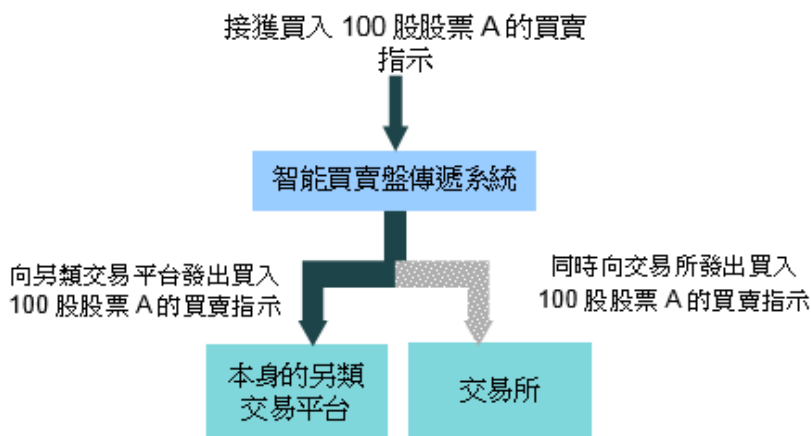 接獲買入 100 股股票 A 的買賣
指示
智能買賣盤傳遞系統
向另類交易平台發出買入
100 股股票 A 的買賣指示
同時向交易所發出買入
100 股股票 A 的買賣指示
本身的另類
交易平台
交易所